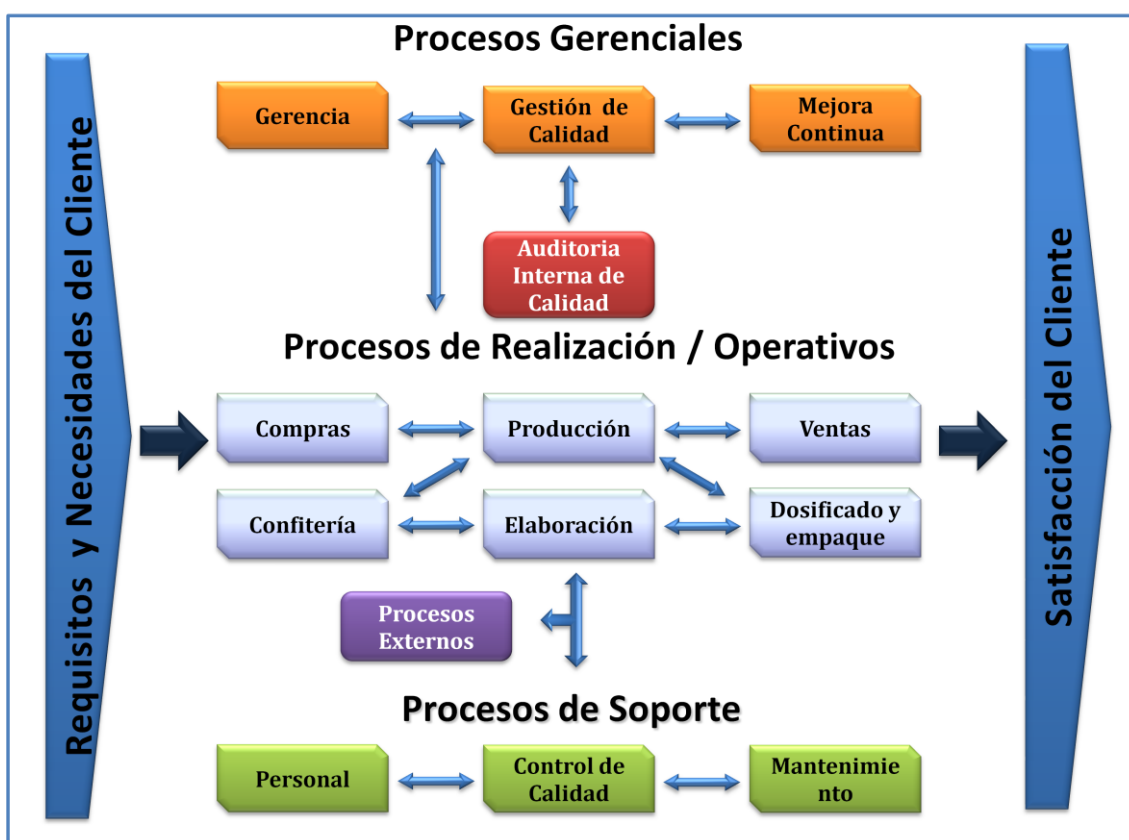 Procesos Gerenciales
Requisitos y Necesidades del Cliente
Gerencia
Gestión de
Calidad
Mejora
Continua
Auditoria
Interna de
Calidad
Procesos de Realización / Operativos
Compras
Producción
Ventas
Confitería
Elaboración
Dosificado y
empaque
Procesos
Externos
Procesos de Soporte
Personal
Control de
Calidad
Mantenimie
nto
Satisfacción del Cliente